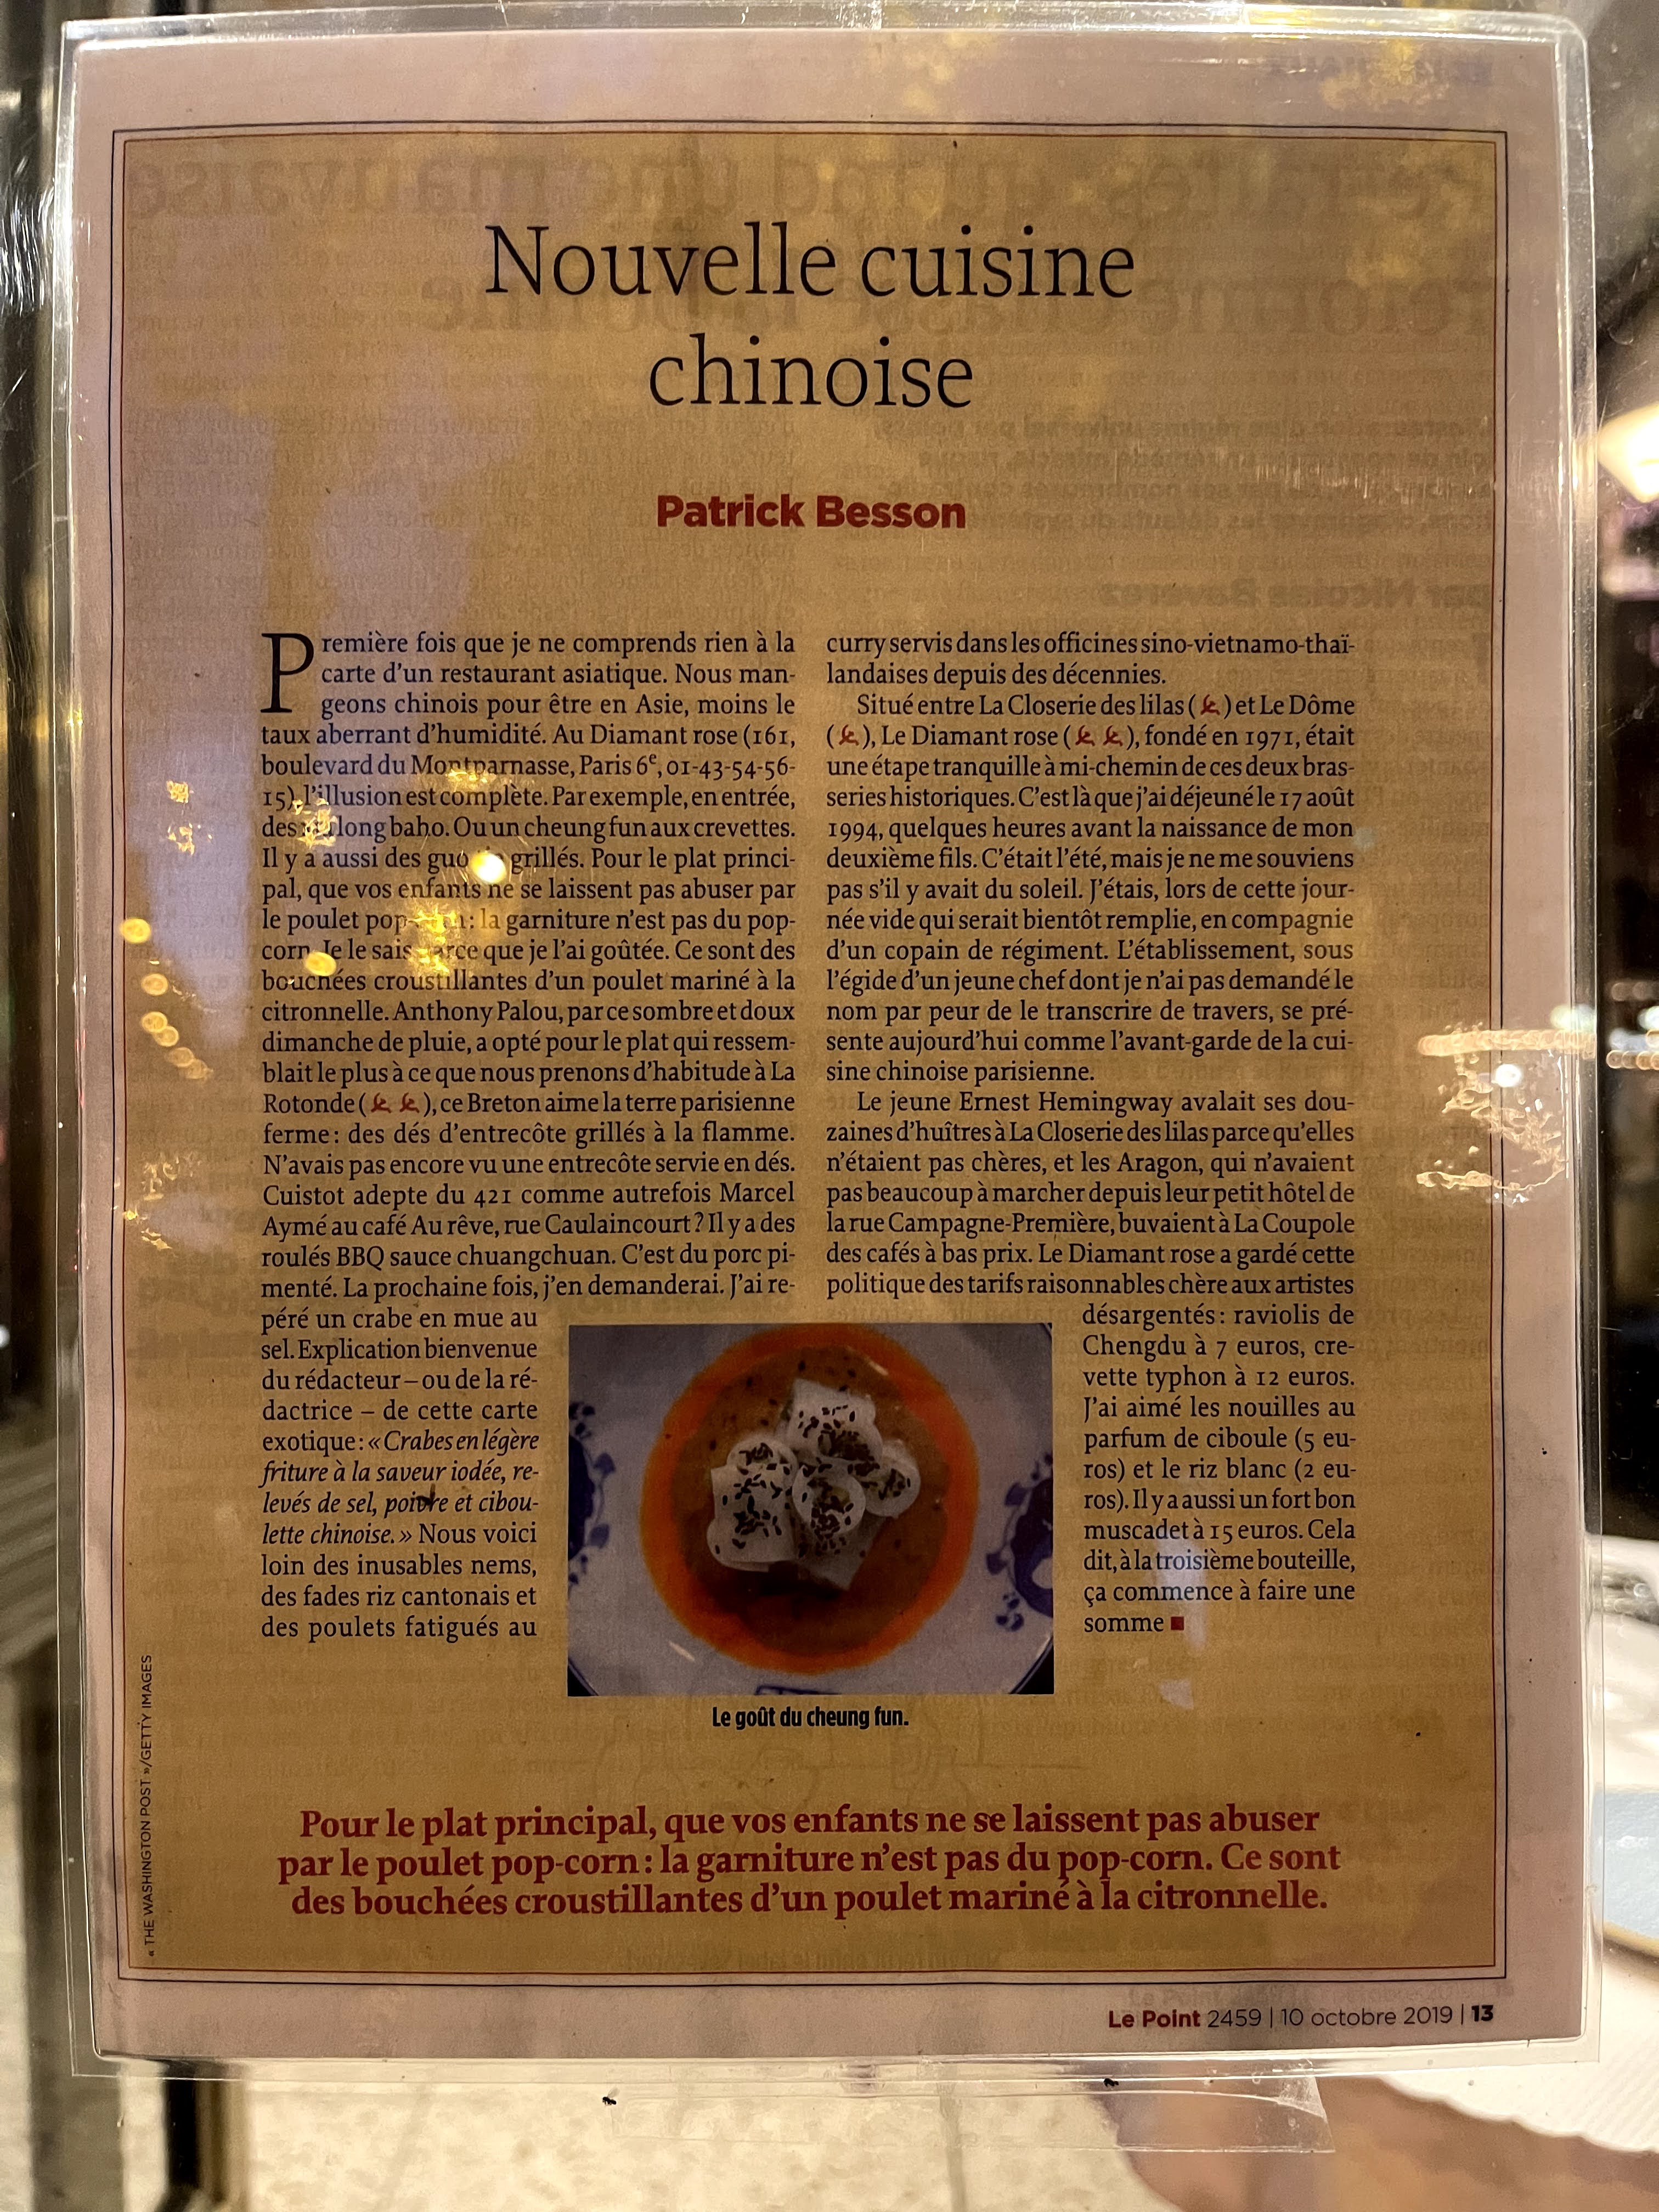 Nouvelle cuisine
chinoise
Patrick Besson
Première fois que je ne comprends rien à la
carte d'un restaurant asiatique. Nous man-
geons chinois pour être en Asie, moins le
taux aberrant d'humidité. Au Diamant rose (161,
boulevard du Montparnasse, Paris 6e, 01-43-54-56-
15), l'illusion est complète. Par exemple, en entrée,
des long baho. Ou un cheung fun aux crevettes.
Il y a aussi des grillés. Pour le plat princi-
pal, que vos enfants ne se laissent pas abuser par
le poulet pop-corn : la garniture n'est pas du pop-
corn. Je le sais parce que je l'ai goûtée. Ce sont des
bouchées croustillantes d'un poulet mariné à la
citronnelle. Anthony Palou, par ce sombre et doux
dimanche de pluie, a opté pour le plat qui ressem-
blait le plus à ce que nous prenons d'habitude à La
Rotonde ( ), ce Breton aime la terre parisienne
ferme : des dés d'entrecôte grillés à la flamme.
N'avais pas encore vu une entrecôte servie en dés.
Cuistot adepte du 421 comme autrefois Marcel
Aymé au café Au rêve, rue Caulaincourt ? Il y a des
roulés BBQ sauce chuangchuan. C'est du porc pi-
menté. La prochaine fois, j'en demanderai. J'ai re-
péré un crabe en mue au
sel. Explication bienvenue
du rédacteur – ou de la ré-
dactrice – de cette carte
exotique : « Crabes en légère
friture à la saveur iodée, re-
levés de sel, poivre et cibou-
lette chinoise. » Nous voici
loin des inusables nems,
des fades riz cantonais et
des poulets fatigués au
curry servis dans les officines sino-vietnamo-thaï-
landaises depuis des décennies.
Situé entre La Closerie des lilas ( ) et Le Dôme
( ), Le Diamant rose ( ), fondé en 1971, était
une étape tranquille à mi-chemin de ces deux bras-
series historiques. C'est là que j'ai déjeuné le 17 août
1994, quelques heures avant la naissance de mon
deuxième fils. C'était l'été, mais je ne me souviens
pas s'il y avait du soleil. J'étais, lors de cette jour-
née vide qui serait bientôt remplie, en compagnie
d'un copain de régiment. L'établissement, sous
l'égide d'un jeune chef dont je n'ai pas demandé le
nom par peur de le transcrire de travers, se pré-
sente aujourd'hui comme l'avant-garde de la cui-
sine chinoise parisienne.
Le jeune Ernest Hemingway avalait ses dou-
zaines d'huîtres à La Closerie des lilas parce qu'elles
n'étaient pas chères, et les Aragon, qui n'avaient
pas beaucoup à marcher depuis leur petit hôtel de
la rue Campagne-Première, buvaient à La Coupole
des cafés à bas prix. Le Diamant rose a gardé cette
politique des tarifs raisonnables chère aux artistes
désargentés : raviolis de
Chengdu à 7 euros, cre-
vette typhon à 12 euros.
J'ai aimé les nouilles au
parfum de ciboule (5 eu-
ros) et le riz blanc (2 eu-
ros). Il y a aussi un fort bon
muscadet à 15 euros. Cela
dit, à la troisième bouteille,
ça commence à faire une
somme ■
Le goût du cheung fun.
« THE WASHINGTON POST »/GETTY IMAGES
Pour le plat principal, que vos enfants ne se laissent pas abuser
par le poulet pop-corn : la garniture n'est pas du pop-corn. Ce sont
des bouchées croustillantes d'un poulet mariné à la citronnelle.
Le Point 2459 | 10 octobre 2019 | 13